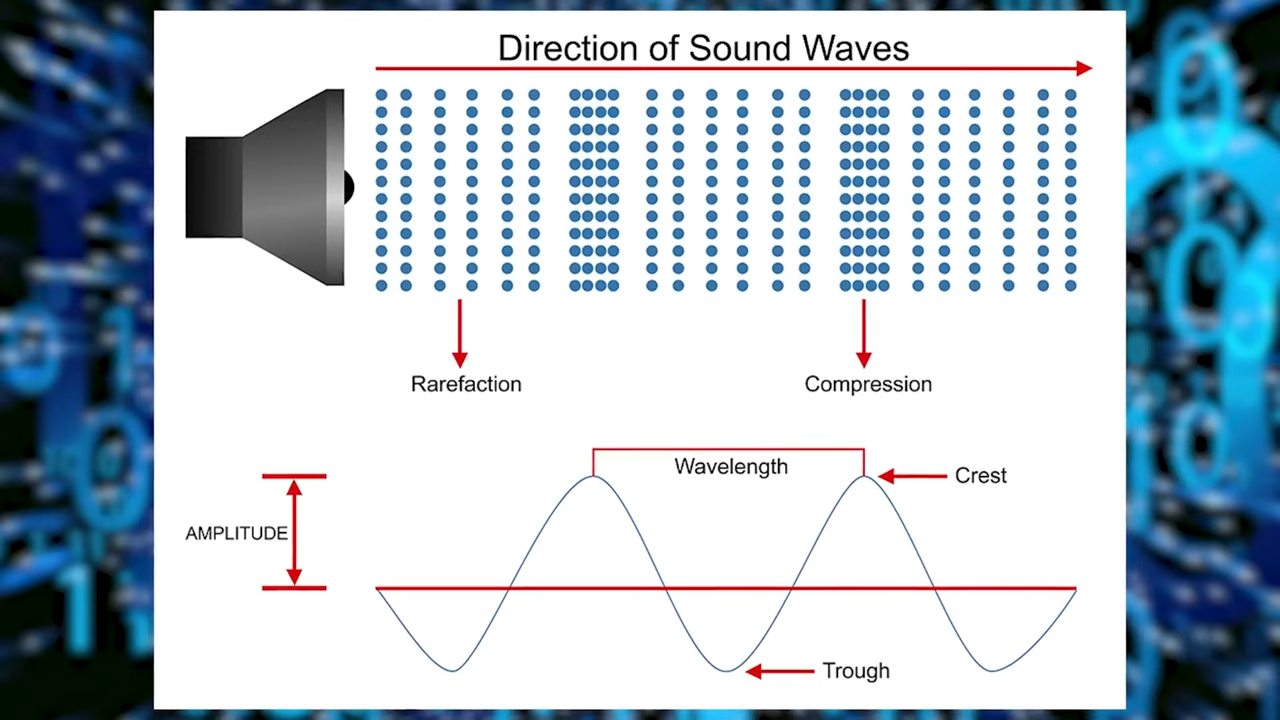 Direction of Sound Waves
Rarefaction
Compression
Wavelength
Crest
AMPLITUDE
Trough